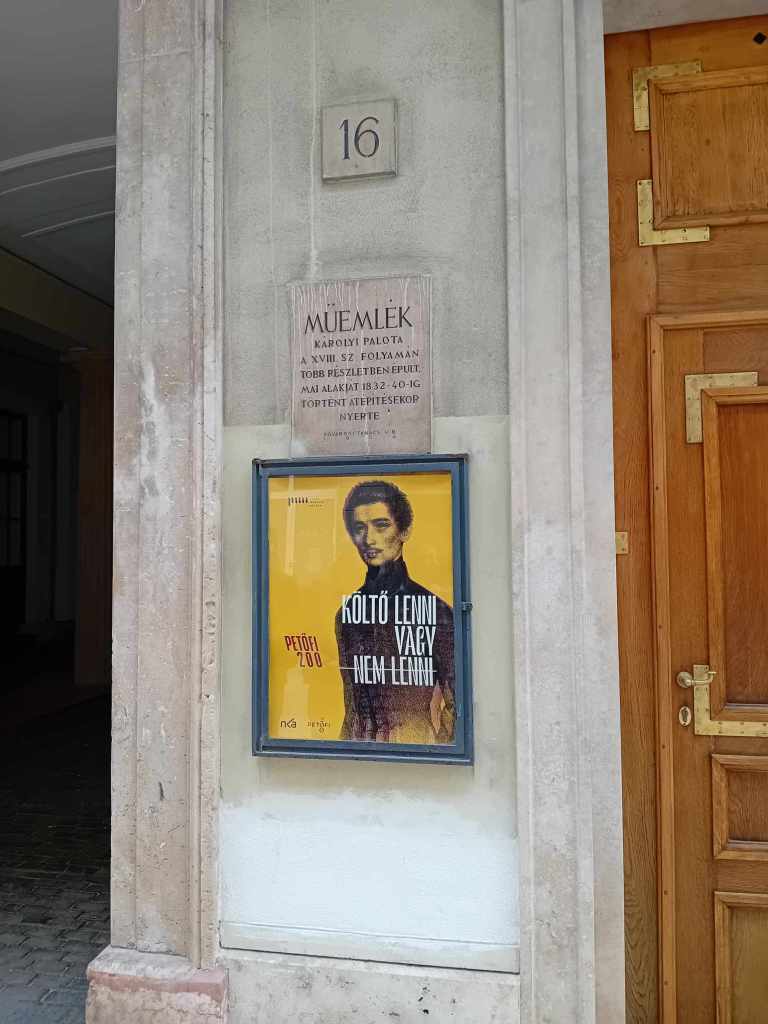 16
MŰEMLÉK
KÁROLYI PALOTA
A XVIII. SZ. FOLYAMÁN
TÖBB RÉSZLETBEN ÉPÜLT.
MAI ALAKJÁT 1832-40-IG
TÖRTÉNT ÁTÉPÍTÉSEKOR
NYERTE
pim
KÖLTŐ LENNI
VAGY
NEM LENNI
PETŐFI
200
nka
PETŐFI